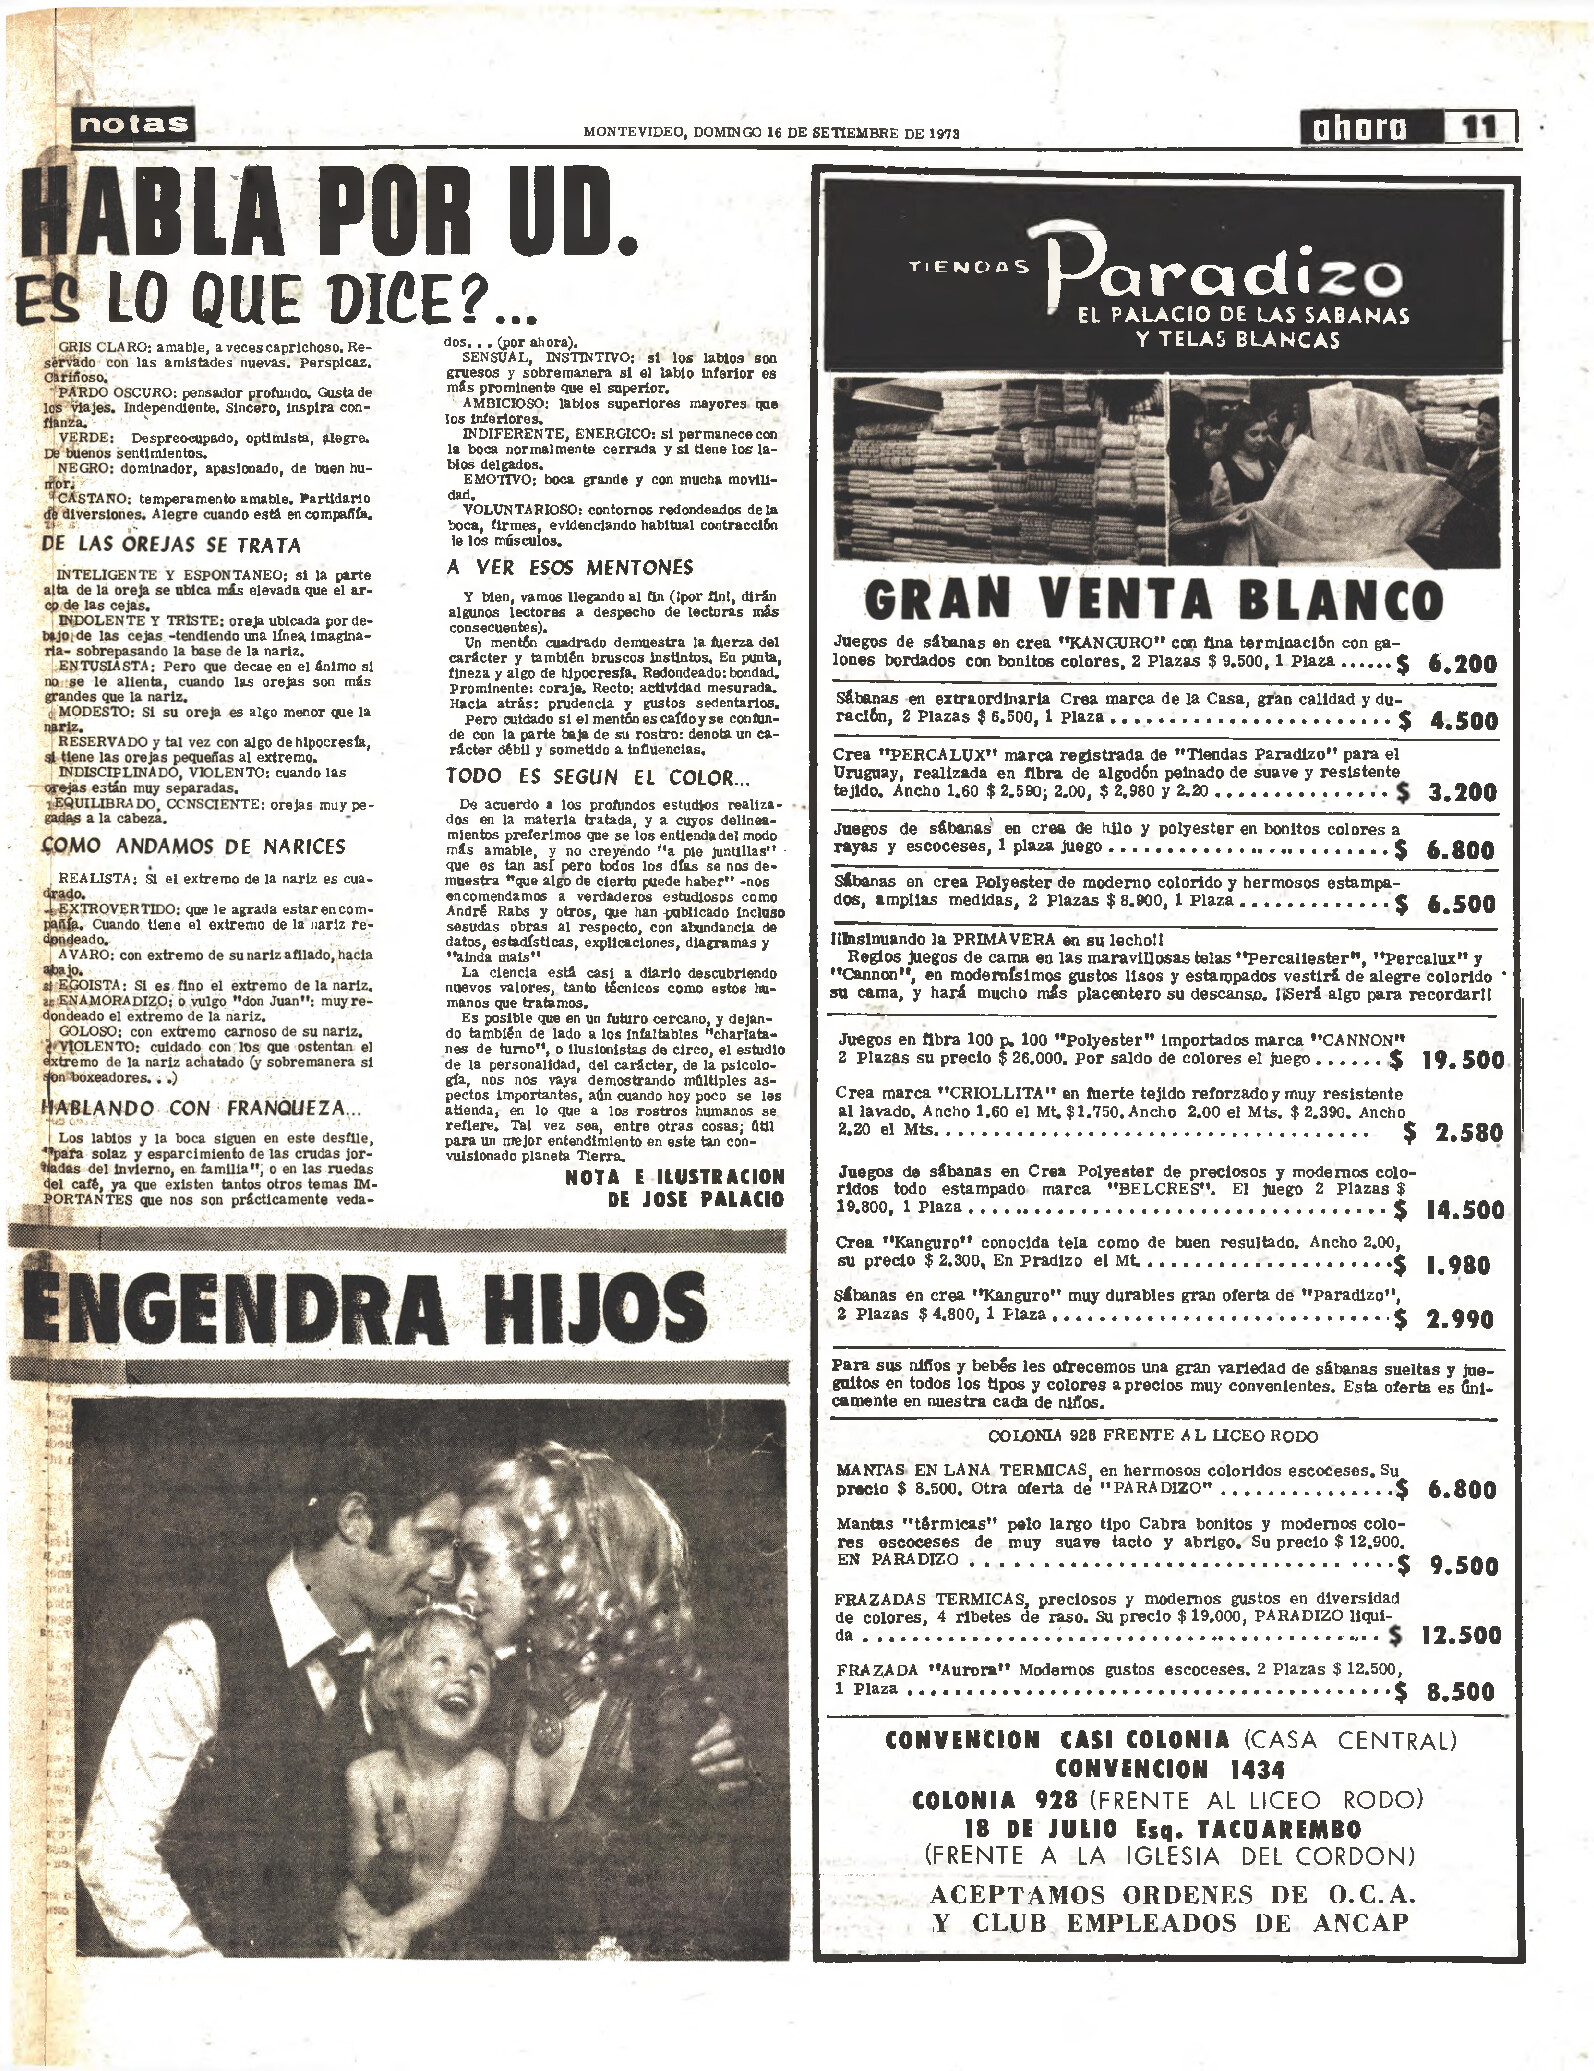 notas
MONTEVIDEO, DOMINGO 16 DE SETIEMBRE DE 1973
ahora 11
HABLA POR UD.
ES LO QUE DICE?...
GRIS CLARO: amable, a veces caprichoso. Re-
servado con las amistades nuevas. Perspicaz.
Cariñoso.
PARDO OSCURO: pensador profundo. Gusta de
los viajes. Independiente. Sincero, inspira con-
fianza.
VERDE: Despreocupado, optimista, alegre.
De buenos sentimientos.
NEGRO: dominador, apasionado, de buen hu-
mor.
CASTANO: temperamento amable. Partidario
de diversiones. Alegre cuando está en compañía.
DE LAS OREJAS SE TRATA
INTELIGENTE Y ESPONTANEO: si la parte
alta de la oreja se ubica más elevada que el ar-
co de las cejas.
INDOLENTE Y TRISTE: oreja ubicada por de-
bajo de las cejas -tendiendo una línea imagina-
ria- sobrepasando la base de la nariz.
ENTUSIASTA: Pero que decae en el ánimo si
no se le alienta, cuando las orejas son más
grandes que la nariz.
MODESTO: Si su oreja es algo menor que la
nariz.
RESERVADO y tal vez con algo de hipocresía,
si tiene las orejas pequeñas al extremo.
INDISCIPLINADO, VIOLENTO: cuando las
orejas están muy separadas.
EQUILIBRADO, CONSCIENTE: orejas muy pe-
gadas a la cabeza.
COMO ANDAMOS DE NARICES
REALISTA: Si el extremo de la nariz es cua-
drado.
EXTROVERTIDO: que le agrada estar en com-
pañía. Cuando tiene el extremo de la nariz re-
dondeado.
AVARO: con extremo de su nariz afilado, hacia
abajo.
EGOISTA: Si es fino el extremo de la nariz.
ENAMORADIZO: o vulgo "don Juan": muy re-
dondeado el extremo de la nariz.
GOLOSO: con extremo carnoso de su nariz.
VIOLENTO: cuidado con los que ostentan el
extremo de la nariz achatado (y sobremanera si
son boxeadores...)
HABLANDO CON FRANQUEZA...
Los labios y la boca siguen en este desfile,
"para solaz y esparcimiento de las crudas jor-
nadas del invierno, en familia"; o en las ruedas
del café, ya que existen tantos otros temas IM-
PORTANTES que nos son prácticamente veda-
dos... (por ahora).
SENSUAL, INSTINTIVO: si los labios son
gruesos y sobremanera si el labio inferior es
más prominente que el superior.
AMBICIOSO: labios superiores mayores que
los inferiores.
INDIFERENTE, ENERGICO: si permanece con
la boca normalmente cerrada y si tiene los la-
bios delgados.
EMOTIVO: boca grande y con mucha movili-
dad.
VOLUNTARIOSO: contornos redondeados de la
boca, firmes, evidenciando habitual contracción
le los músculos.
A VER ESOS MENTONES
Y bien, vamos llegando al fin (¡por fin!, dirán
algunos lectores a despecho de lecturas más
consecuentes).
Un mentón cuadrado demuestra la fuerza del
carácter y también bruscos instintos. En punta,
fineza y algo de hipocresía. Redondeado: bondad.
Prominente: coraja. Recto: actividad mesurada.
Hacia atrás: prudencia y gustos sedentarios.
Pero cuidado si el mentón es caído y se confun-
de con la parte baja de su rostro: denota un ca-
rácter débil y sometido a influencias.
TODO ES SEGUN EL COLOR...
De acuerdo a los profundos estudios realiza-
dos en la materia tratada, y a cuyos delinea-
mientos preferimos que se los entienda del modo
más amable, y no creyendo "a pie juntillas"
que es tan así pero todos los días se nos de-
muestra "que algo de cierto puede haber" -nos
encomendamos a verdaderos estudiosos como
André Rabs y otros, que han publicado incluso
sesudas obras al respecto, con abundancia de
datos, estadísticas, explicaciones, diagramas y
"ainda mais"
La ciencia está casi a diario descubriendo
nuevos valores, tanto técnicos como estos hu-
manos que tratamos.
Es posible que en un futuro cercano, y dejan-
do también de lado a los infaltables "charlata-
nes de turno", o ilusionistas de circo, el estudio
de la personalidad, del carácter, de la psicolo-
gía, nos nos vaya demostrando múltiples as-
pectos importantes, aún cuando hoy poco se les
atienda, en lo que a los rostros humanos se
refiere. Tal vez sea, entre otras cosas; útil
para un mejor entendimiento en este tan con-
vulsionado planeta Tierra.
NOTA E ILUSTRACION
DE JOSE PALACIO
ENGENDRA HIJOS
TIENDAS Paradizo
EL PALACIO DE LAS SABANAS
Y TELAS BLANCAS
GRAN VENTA BLANCO
Juegos de sábanas en crea "KANGURO" con fina terminación con ga-
lones bordados con bonitos colores, 2 Plazas $ 9.500, 1 Plaza ......$ 6.200
Sábanas en extraordinaria Crea marca de la Casa, gran calidad y du-
ración, 2 Plazas $ 6.500, 1 Plaza ........................$ 4.500
Crea "PERCALUX" marca registrada de "Tiendas Paradizo" para el
Uruguay, realizada en fibra de algodón peinado de suave y resistente
tejido. Ancho 1.60 $ 2.590; 2.00, $ 2.980 y 2.20 ................$ 3.200
Juegos de sábanas en crea de hilo y polyester en bonitos colores a
rayas y escoceses, 1 plaza juego ........................$ 6.800
Sábanas en crea Polyester de moderno colorido y hermosos estampa-
dos, amplias medidas, 2 Plazas $ 8.900, 1 Plaza .............$ 6.500
¡¡Insinuando la PRIMAVERA en su lecho!!
Regios juegos de cama en las maravillosas telas "Percaliester", "Percalux" y
"Cannon", en modernísimos gustos lisos y estampados vestirá de alegre colorido
su cama, y hará mucho más placentero su descanso. ¡¡Será algo para recordar!!
Juegos en fibra 100 p. 100 "Polyester" importados marca "CANNON"
2 Plazas su precio $ 26.000. Por saldo de colores el juego ......$ 19.500
Crea marca "CRIOLLITA" en fuerte tejido reforzado y muy resistente
al lavado. Ancho 1.60 el Mt. $ 1.750. Ancho 2.00 el Mts. $ 2.390. Ancho
2.20 el Mts. ................................ $ 2.580
Juegos de sábanas en Crea Polyester de preciosos y modernos colo-
ridos todo estampado marca "BELCRES". El juego 2 Plazas $
19.800, 1 Plaza ................................$ 14.500
Crea "Kanguro" conocida tela como de buen resultado. Ancho 2.00,
su precio $ 2.300, En Pradizo el Mt. ......................$ 1.980
Sábanas en crea "Kanguro" muy durables gran oferta de "Paradizo",
2 Plazas $ 4.800, 1 Plaza .............................$ 2.990
Para sus niños y bebés les ofrecemos una gran variedad de sábanas sueltas y jue-
guitos en todos los tipos y colores a precios muy convenientes. Esta oferta es úni-
camente en nuestra cada de niños.
COLONIA 928 FRENTE AL LICEO RODO
MANTAS EN LANA TERMICAS, en hermosos coloridos escoceses. Su
precio $ 8.500. Otra oferta de "PARADIZO" ...............$ 6.800
Mantas "térmicas" pelo largo tipo Cabra bonitos y modernos colo-
res escoceses de muy suave tacto y abrigo. Su precio $ 12.900.
EN PARADIZO ................................$ 9.500
FRAZADAS TERMICAS, preciosos y modernos gustos en diversidad
de colores, 4 ribetes de raso. Su precio $ 19,000, PARADIZO liqui-
da ........................................ $ 12.500
FRAZADA "Aurora" Modernos gustos escoceses. 2 Plazas $ 12.500,
1 Plaza .......................................$ 8.500
CONVENCION CASI COLONIA (CASA CENTRAL)
CONVENCION 1434
COLONIA 928 (FRENTE AL LICEO RODO)
18 DE JULIO Esq. TACUAREMBO
(FRENTE A LA IGLESIA DEL CORDON)
ACEPTAMOS ORDENES DE O.C.A.
Y CLUB EMPLEADOS DE ANCAP